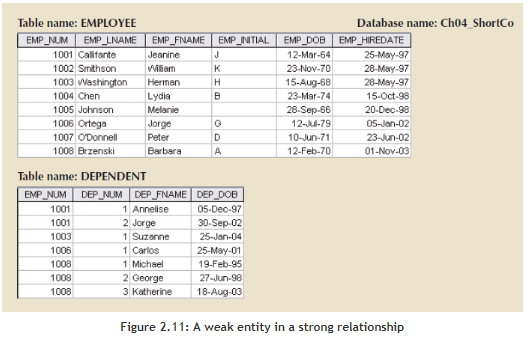 Table name: EMPLOYEE Database name: Ch04_ShortCo
EMP_NUM EMP_LNAME EMP_FNAME EMP_INITIAL EMP_DOB EMP_HIREDATE
1001 Callifante Jeanine J 12-Mar-64 25-May-97
1002 Smithson William K 23-Nov-70 28-May-97
1003 Washington Herman H 15-Aug-68 28-May-97
1004 Chen Lydia B 23-Mar-74 15-Oct-98
1005 Johnson Melanie 28-Sep-66 20-Dec-98
1006 Ortega Jorge G 12-Jul-79 05-Jan-02
1007 O'Donnell Peter D 10-Jun-71 23-Jun-02
1008 Brzenski Barbara A 12-Feb-70 01-Nov-03
Table name: DEPENDENT
EMP_NUM DEP_NUM DEP_FNAME DEP_DOB
1001 1 Annelise 05-Dec-97
1001 2 Jorge 30-Sep-02
1003 1 Suzanne 25-Jan-04
1006 1 Carlos 25-May-01
1008 1 Michael 19-Feb-95
1008 2 George 27-Jun-98
1008 3 Katherine 18-Aug-03
Figure 2.11: A weak entity in a strong relationship